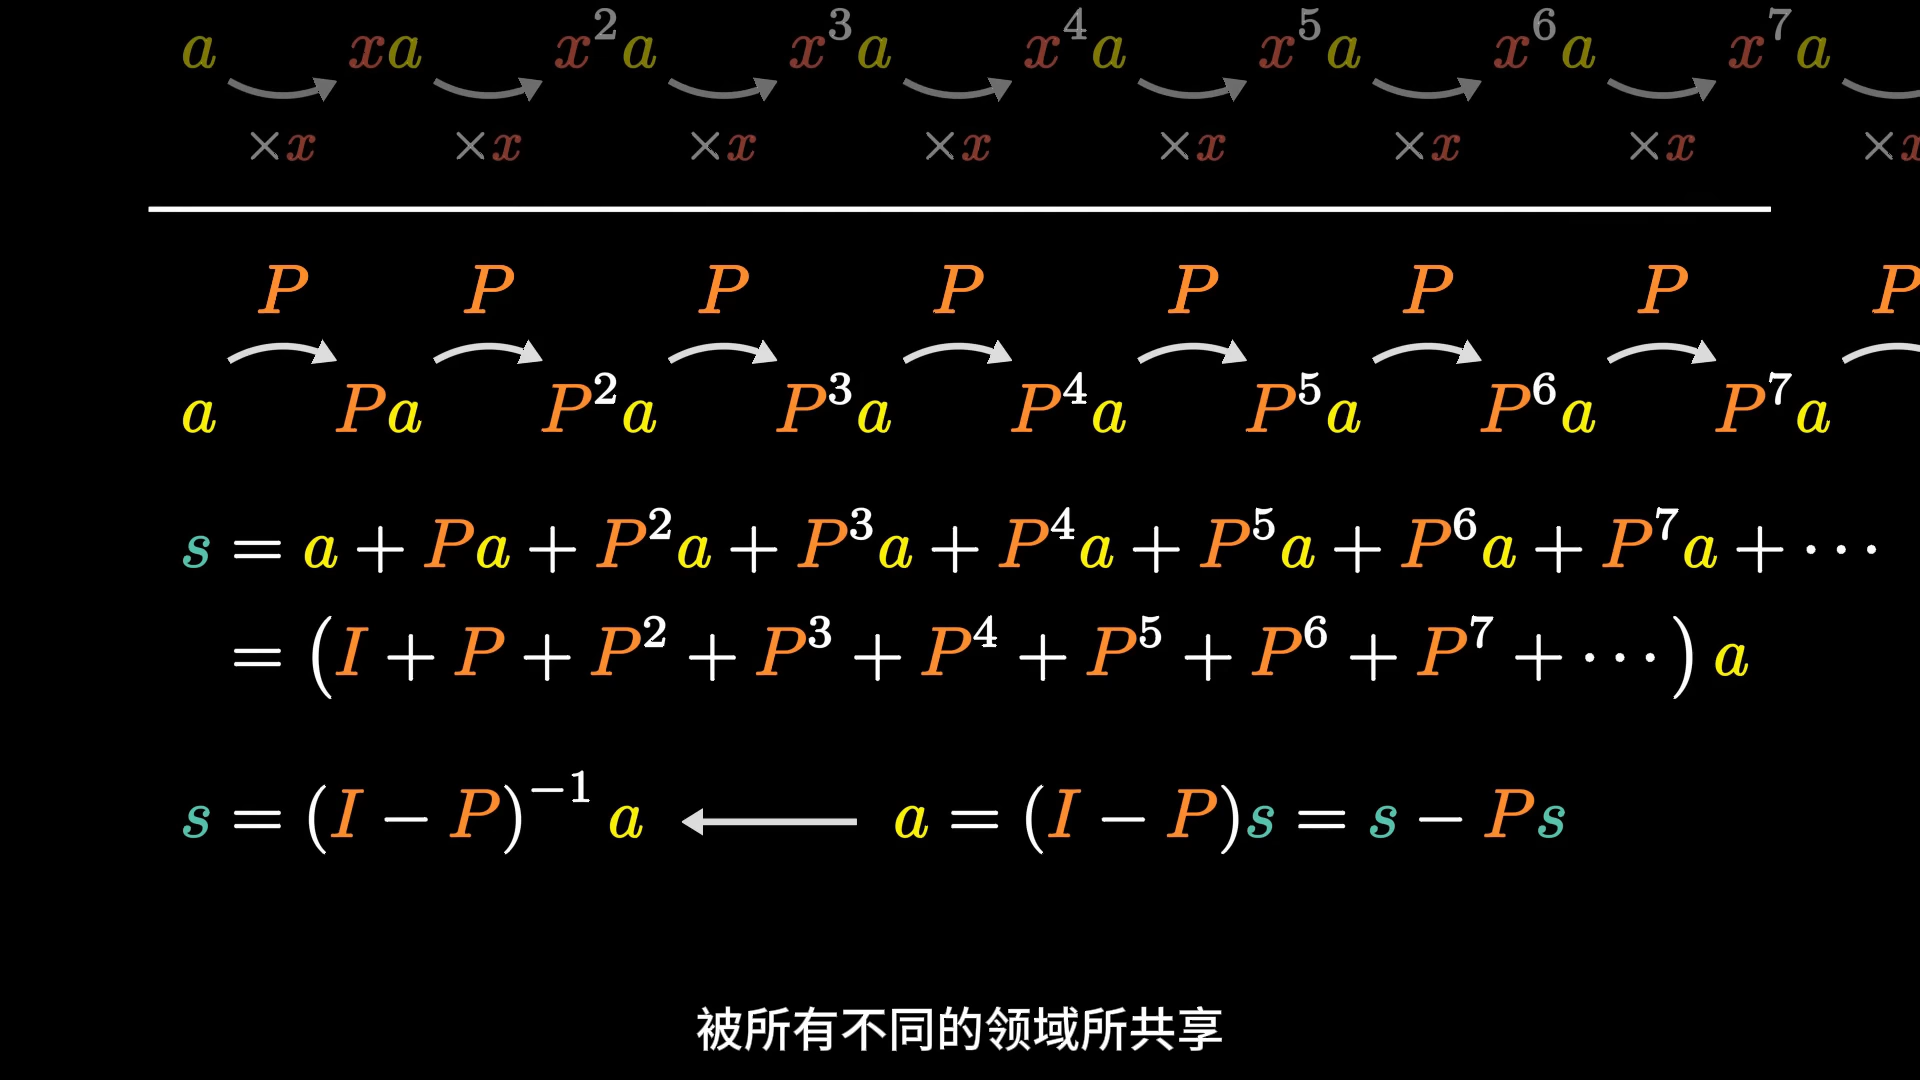 a xa x²a x³a x⁴a x⁵a x⁶a x⁷a
×x ×x ×x ×x ×x ×x ×x ×x
P P P P P P P P
a Pa P²a P³a P⁴a P⁵a P⁶a P⁷a
s = a + Pa + P²a + P³a + P⁴a + P⁵a + P⁶a + P⁷a + ⋯
= (I + P + P² + P³ + P⁴ + P⁵ + P⁶ + P⁷ + ⋯) a
s = (I − P)⁻¹ a ← a = (I − P)s = s − Ps
被所有不同的领域所共享